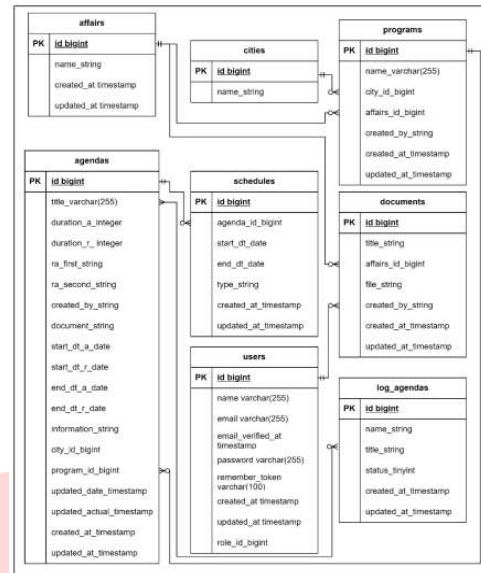 affairs
PK id bigint
name_string
created_at timestamp
updated_at timestamp
cities
PK id bigint
name_string
programs
PK id bigint
name_varchar(255)
city_id_bigint
affairs_id_bigint
created_by_string
created_at_timestamp
updated_at_timestamp
agendas
PK id bigint
title_varchar(255)
duration_a_integer
duration_r_ integer
ra_first_string
ra_second_string
created_by_string
document_string
start_dt_a_date
start_dt_r_date
end_dt_a_date
end_dt_r_date
information_string
city_id_bigint
program_id_bigint
updated_date_timestamp
updated_actual_timestamp
created_at_timestamp
updated_at_timestamp
schedules
PK id bigint
agenda_id_bigint
start_dt_date
end_dt_date
type_string
created_at_timestamp
updated_at_timestamp
documents
PK id bigint
title_string
affairs_id_bigint
file_string
created_by_string
created_at_timestamp
updated_at_timestamp
users
PK id bigint
name varchar(255)
email varchar(255)
email_verified_at
timestamp
password varchar(255)
remember_token
varchar(100)
created_at timestamp
updated_at timestamp
role_id_bigint
log_agendas
PK id bigint
name_string
title_string
status_tinyint
created_at_timestamp
updated_at_timestamp